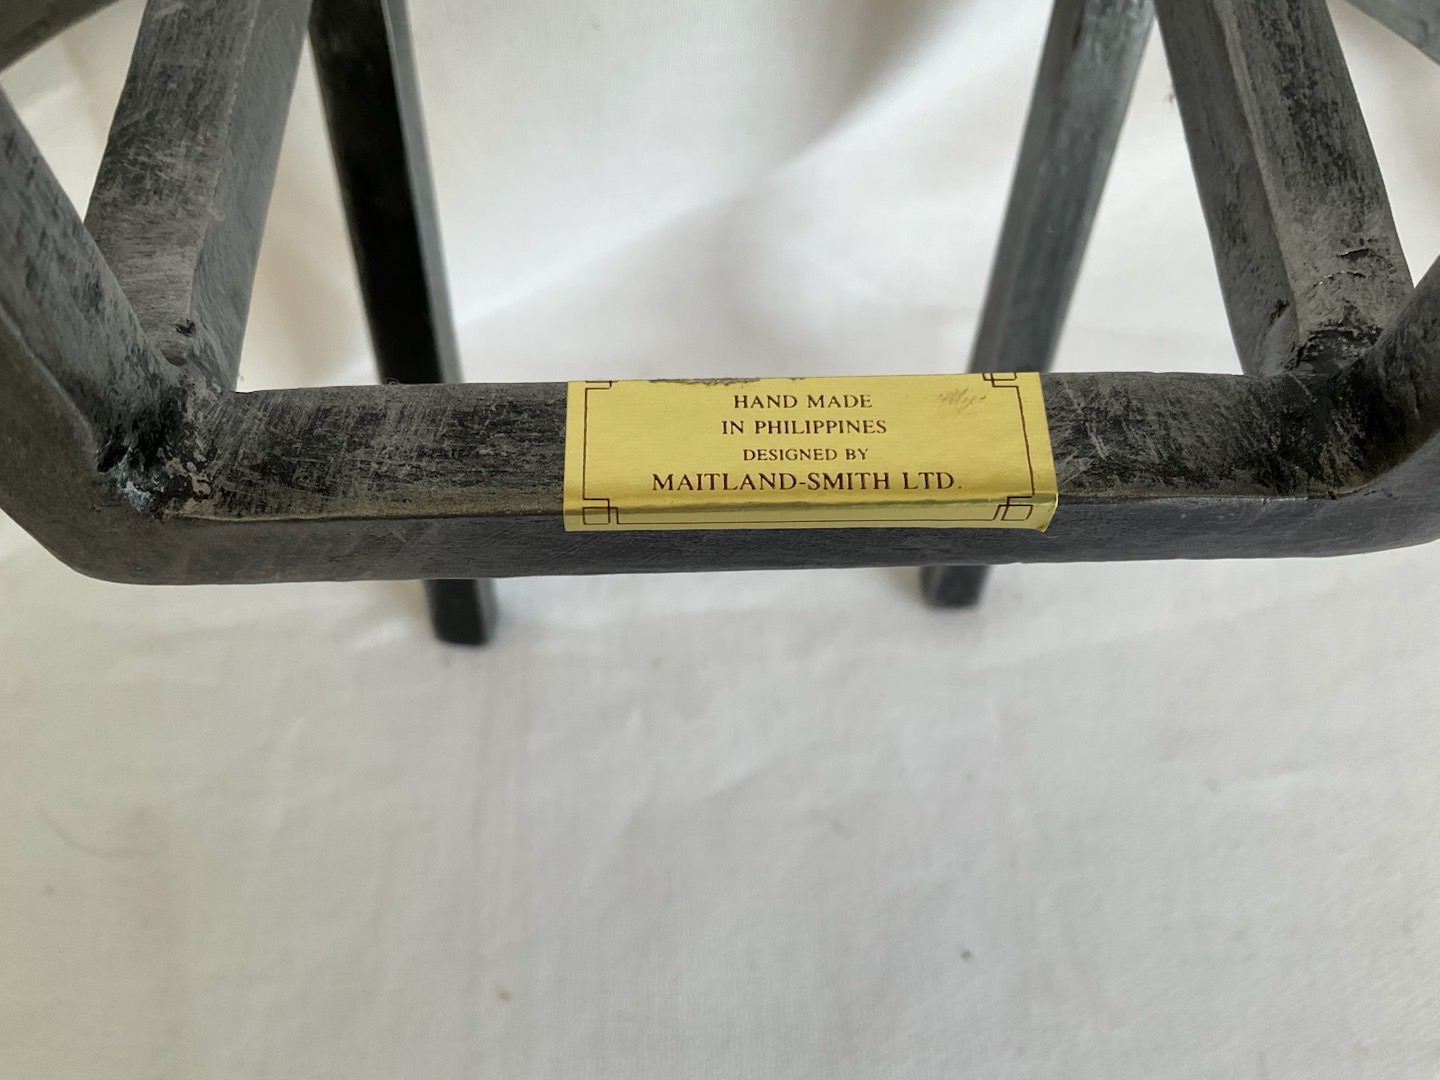 HAND MADE
IN PHILIPPINES
DESIGNED BY
MAITLAND-SMITH LTD.